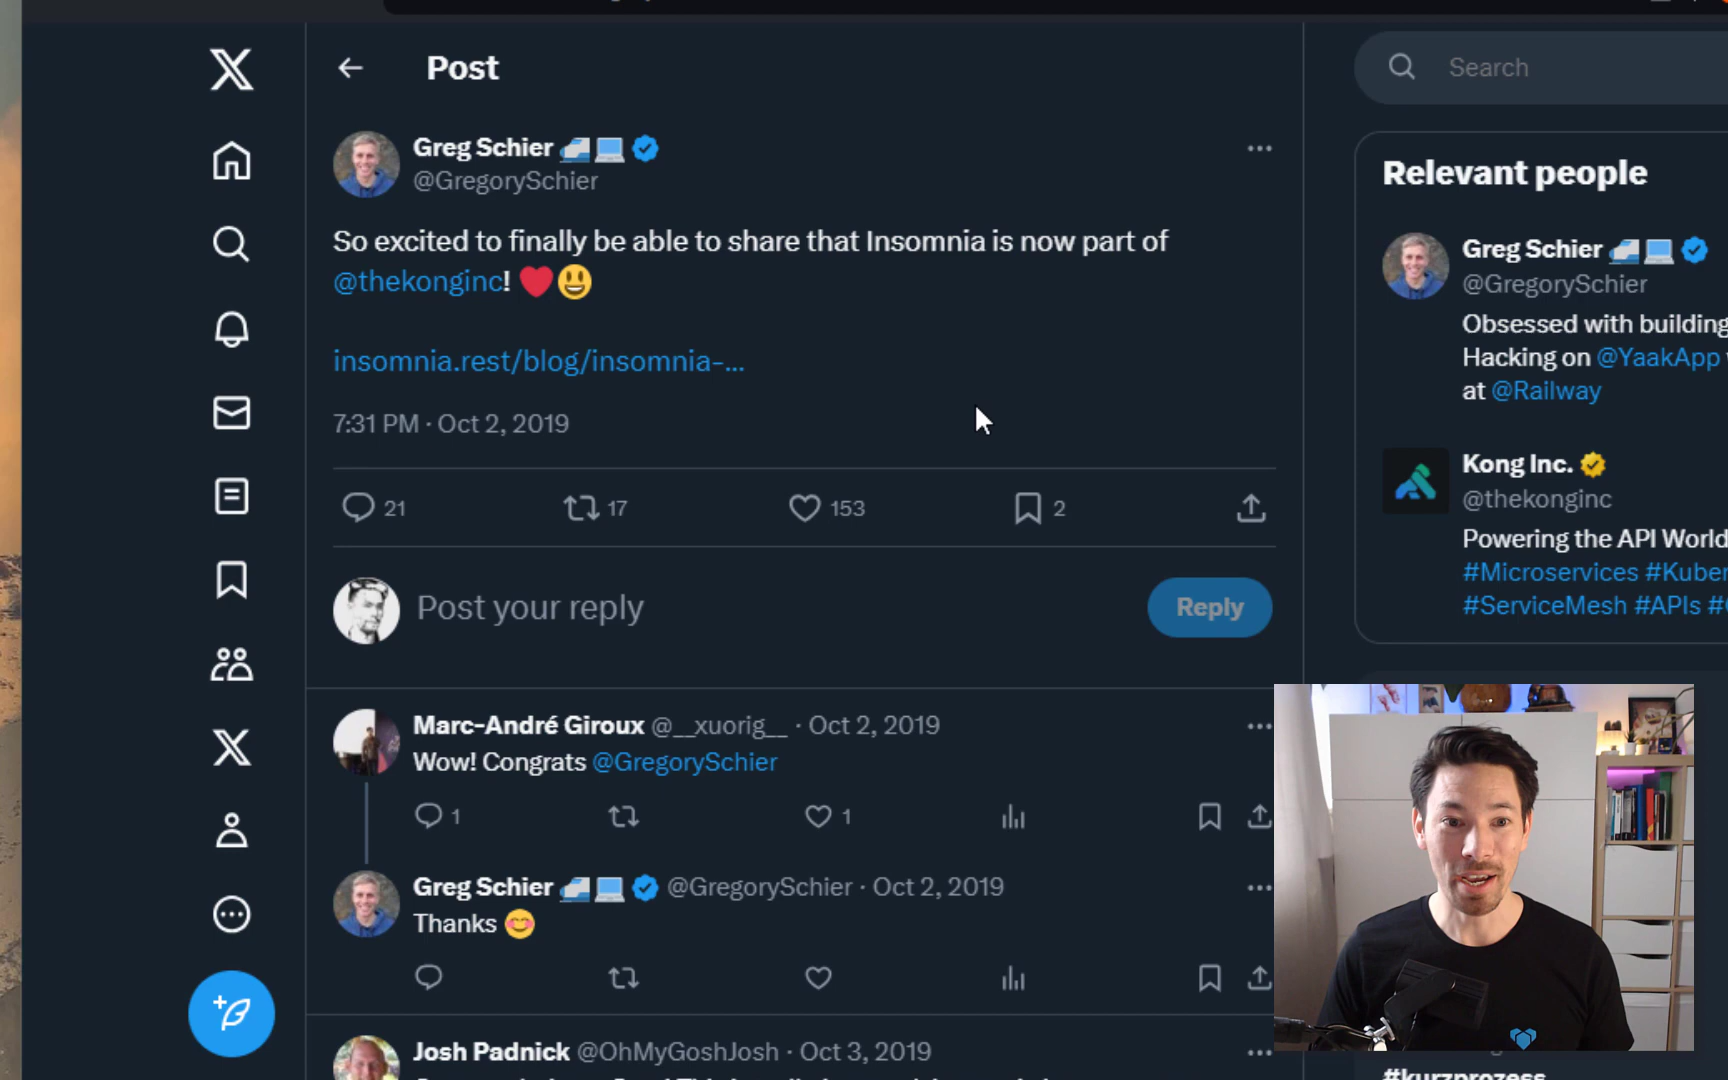 Post
Search
Greg Schier
@GregorySchier
So excited to finally be able to share that Insomnia is now part of
@thekonginc!
insomnia.rest/blog/insomnia-...
7:31 PM · Oct 2, 2019
21
17
153
2
Post your reply
Reply
Marc-André Giroux @__xuorig__ · Oct 2, 2019
Wow! Congrats @GregorySchier
1
1
Greg Schier @GregorySchier · Oct 2, 2019
Thanks
Josh Padnick @OhMyGoshJosh · Oct 3, 2019
Relevant people
Greg Schier
@GregorySchier
Obsessed with building
Hacking on @YaakApp
at @Railway
Kong Inc.
@thekonginc
Powering the API World
#Microservices #Kuber
#ServiceMesh #APIs #
#kurzprozess